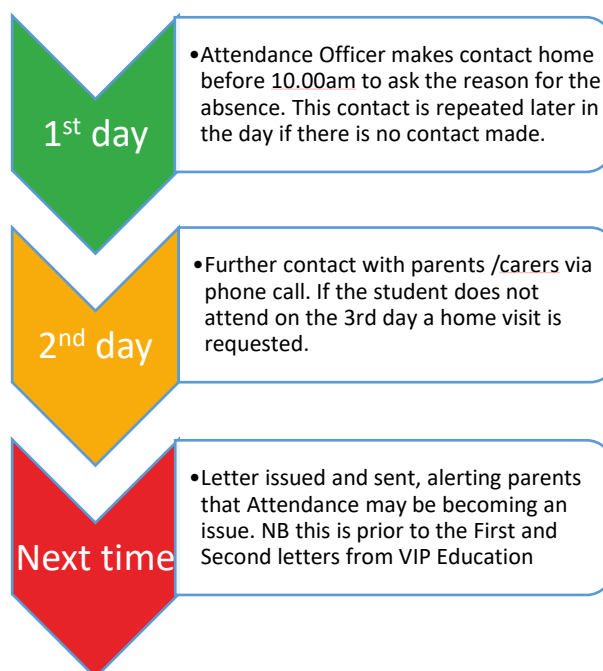 1st day
•Attendance Officer makes contact home
before 10.00am to ask the reason for the
absence. This contact is repeated later in
the day if there is no contact made.
2nd day
•Further contact with parents /carers via
phone call. If the student does not
attend on the 3rd day a home visit is
requested.
Next time
•Letter issued and sent, alerting parents
that Attendance may be becoming an
issue. NB this is prior to the First and
Second letters from VIP Education